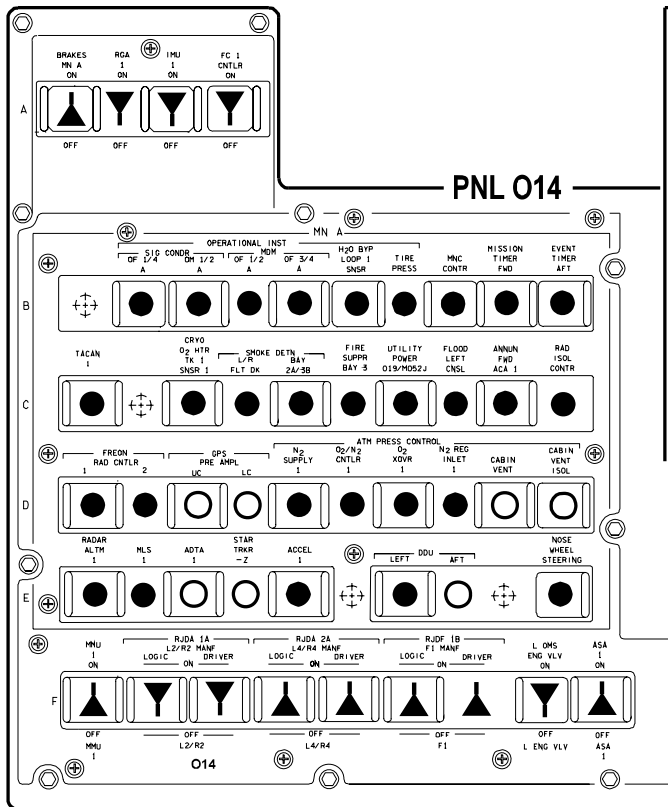 BRAKES RGA IMU FC 1
MN A 1 1 CNTLR
ON ON ON ON
A
OFF OFF OFF OFF
PNL O14
MN A
OPERATIONAL INST
SIG CONDR MDM H2O BYP MISSION EVENT
OF 1/4 OM 1/2 OF 1/2 OF 3/4 LOOP 1 TIRE MNC TIMER TIMER
A A A A SNSR PRESS CONTR FWD AFT
B
CRYO
O2 HTR SMOKE DETN FIRE UTILITY FLOOD ANNUN RAD
TACAN TK 1 L/R BAY SUPPR POWER LEFT FWD ISOL
1 SNSR 1 FLT DK 2A/3B BAY 3 O19/MO52J CNSL ACA 1 CONTR
C
ATM PRESS CONTROL
FREON GPS N2 O2/N2 O2 N2 REG CABIN
RAD CNTLR PRE AMPL SUPPLY CNTLR XOVR INLET CABIN VENT
1 2 UC LC 1 1 1 1 VENT ISOL
D
RADAR STAR NOSE
ALTM MLS ADTA TRKR ACCEL DDU WHEEL
1 1 1 -Z 1 LEFT AFT STEERING
E
MMU RJDA 1A RJDA 2A RJDF 1B L OMS ASA
1 L2/R2 MANF L4/R4 MANF F1 MANF ENG VLV 1
ON LOGIC ON DRIVER LOGIC ON DRIVER LOGIC ON DRIVER ON ON
F
OFF OFF OFF OFF OFF OFF
MMU L2/R2 L4/R4 F1 L ENG VLV ASA
1 1
O14